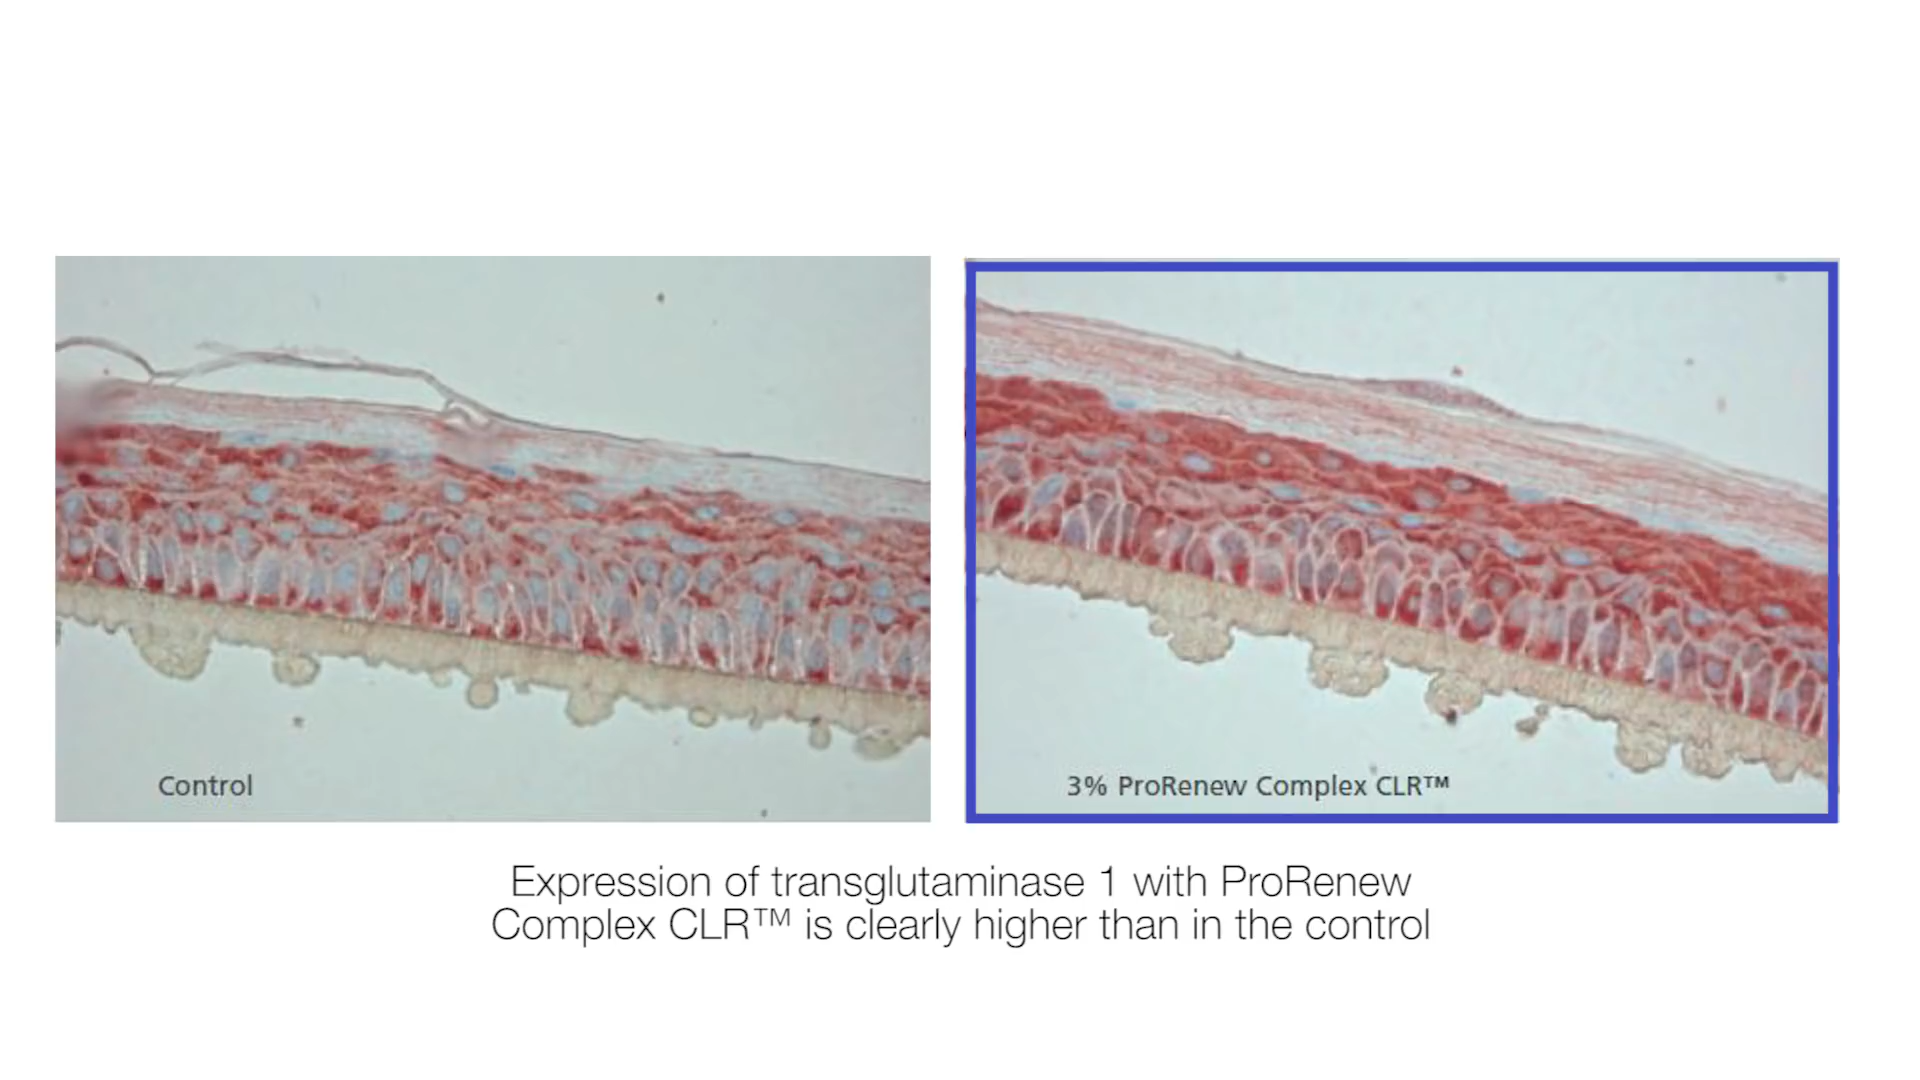 Control
3% ProRenew Complex CLR™
Expression of transglutaminase 1 with ProRenew
Complex CLR™ is clearly higher than in the control